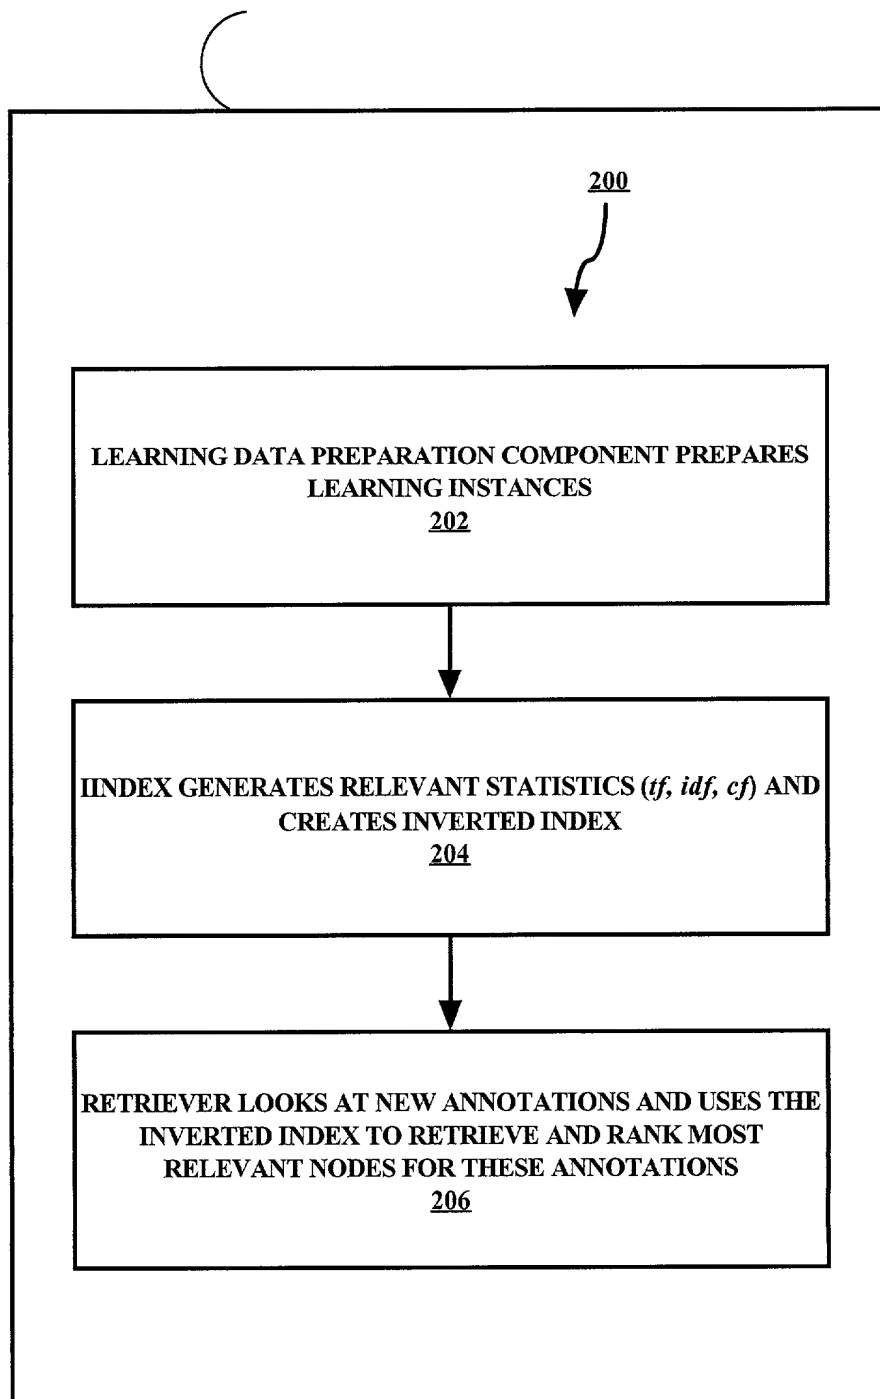 200
LEARNING DATA PREPARATION COMPONENT PREPARES
LEARNING INSTANCES
202
IINDEX GENERATES RELEVANT STATISTICS (tf, idf, cf) AND
CREATES INVERTED INDEX
204
RETRIEVER LOOKS AT NEW ANNOTATIONS AND USES THE
INVERTED INDEX TO RETRIEVE AND RANK MOST
RELEVANT NODES FOR THESE ANNOTATIONS
206